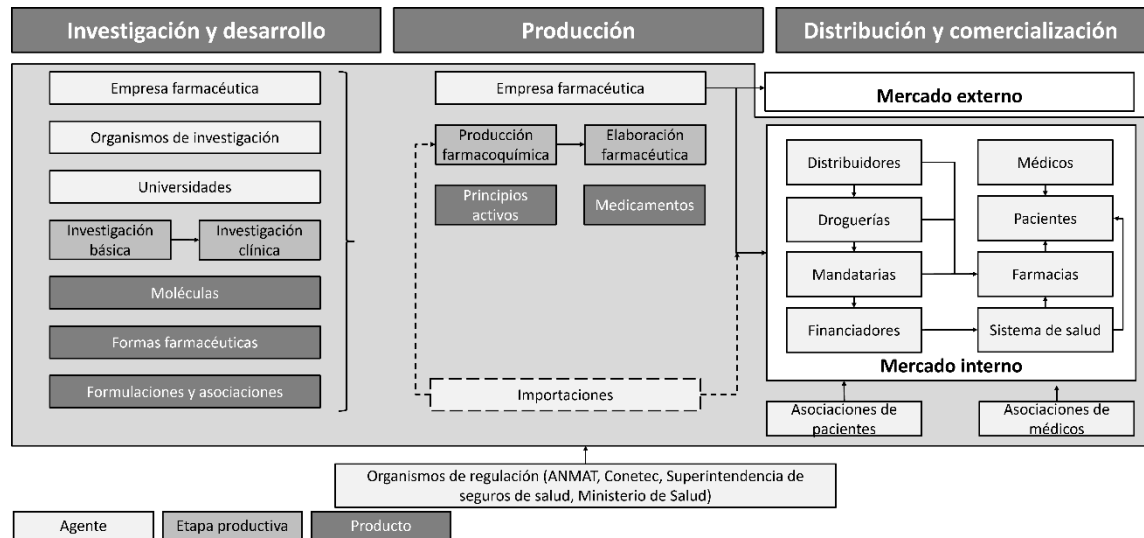 Investigación y desarrollo
Producción
Distribución y comercialización
Empresa farmacéutica
Organismos de investigación
Universidades
Investigación
básica
Investigación
clínica
Moléculas
Formas farmacéuticas
Formulaciones y asociaciones
Empresa farmacéutica
Producción
farmacoquímica
Elaboración
farmacéutica
Principios
activos
Medicamentos
Importaciones
Mercado externo
Distribuidores
Médicos
Droguerías
Pacientes
Mandatarias
Farmacias
Financiadores
Sistema de salud
Mercado interno
Asociaciones de
pacientes
Asociaciones de
médicos
Organismos de regulación (ANMAT, Conetec, Superintendencia de
seguros de salud, Ministerio de Salud)
Agente
Etapa productiva
Producto